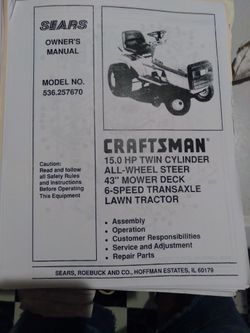 SEARS
OWNER'S
MANUAL
MODEL NO.
536.257670
Caution:
Read and follow
all Safety Rules
and Instructions
Before Operating
This Equipment
CRAFTSMAN®
15.0 HP TWIN CYLINDER
ALL-WHEEL STEER
43" MOWER DECK
6-SPEED TRANSAXLE
LAWN TRACTOR
• Assembly
• Operation
• Customer Responsibilities
• Service and Adjustment
• Repair Parts
SEARS, ROEBUCK AND CO., HOFFMAN ESTATES, IL 60179